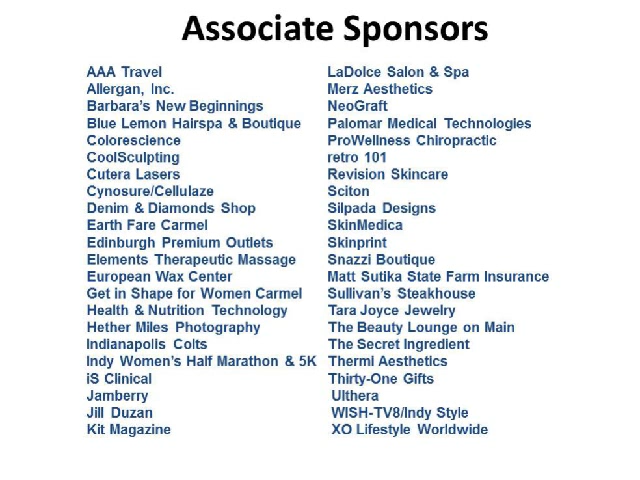 Associate Sponsors
AAA Travel
Allergan, Inc.
Barbara's New Beginnings
Blue Lemon Hairspa & Boutique
Colorescience
CoolSculpting
Cutera Lasers
Cynosure/Cellulaze
Denim & Diamonds Shop
Earth Fare Carmel
Edinburgh Premium Outlets
Elements Therapeutic Massage
European Wax Center
Get in Shape for Women Carmel
Health & Nutrition Technology
Hether Miles Photography
Indianapolis Colts
Indy Women's Half Marathon & 5K
iS Clinical
Jamberry
Jill Duzan
Kit Magazine
LaDolce Salon & Spa
Merz Aesthetics
NeoGraft
Palomar Medical Technologies
ProWellness Chiropractic
retro 101
Revision Skincare
Sciton
Silpada Designs
SkinMedica
Skinprint
Snazzi Boutique
Matt Sutika State Farm Insurance
Sullivan's Steakhouse
Tara Joyce Jewelry
The Beauty Lounge on Main
The Secret Ingredient
Thermi Aesthetics
Thirty-One Gifts
Ulthera
WISH-TV8/Indy Style
XO Lifestyle Worldwide